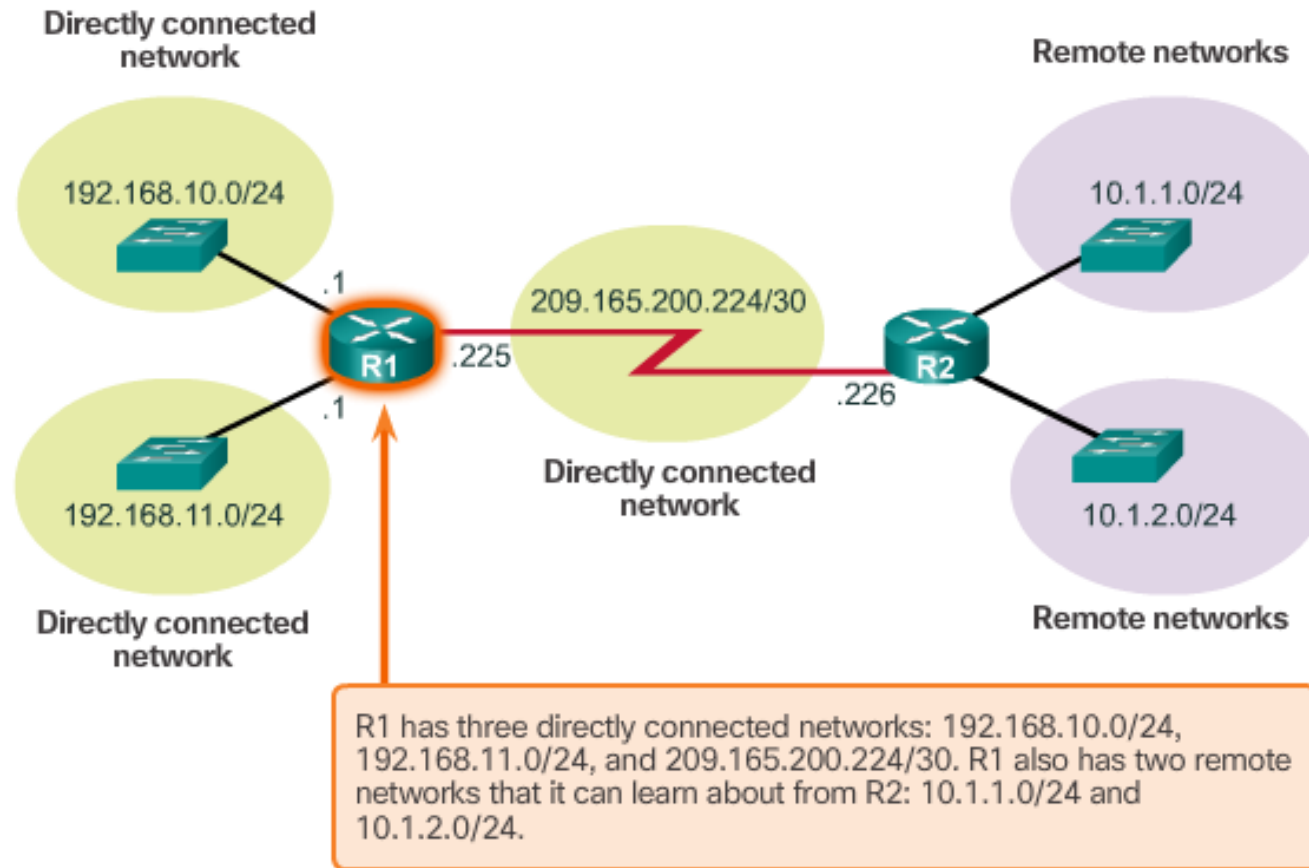 Directly connected
network
Remote networks
192.168.10.0/24
10.1.1.0/24
.1
209.165.200.224/30
R1
.225
R2
.226
.1
192.168.11.0/24
Directly connected
network
10.1.2.0/24
Directly connected
network
Remote networks
R1 has three directly connected networks: 192.168.10.0/24,
192.168.11.0/24, and 209.165.200.224/30. R1 also has two remote
networks that it can learn about from R2: 10.1.1.0/24 and
10.1.2.0/24.